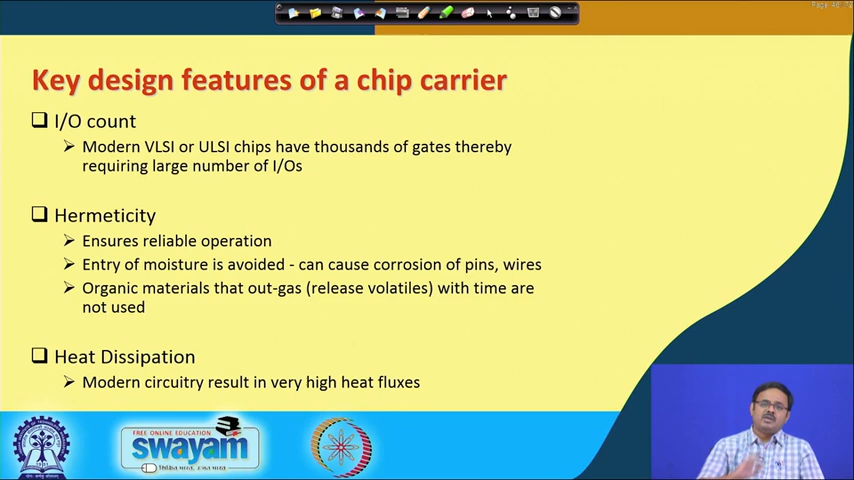 Key design features of a chip carrier
I/O count
Modern VLSI or ULSI chips have thousands of gates thereby
requiring large number of I/Os
Hermeticity
Ensures reliable operation
Entry of moisture is avoided - can cause corrosion of pins, wires
Organic materials that out-gas (release volatiles) with time are
not used
Heat Dissipation
Modern circuitry result in very high heat fluxes
FREE ONLINE EDUCATION
swayam